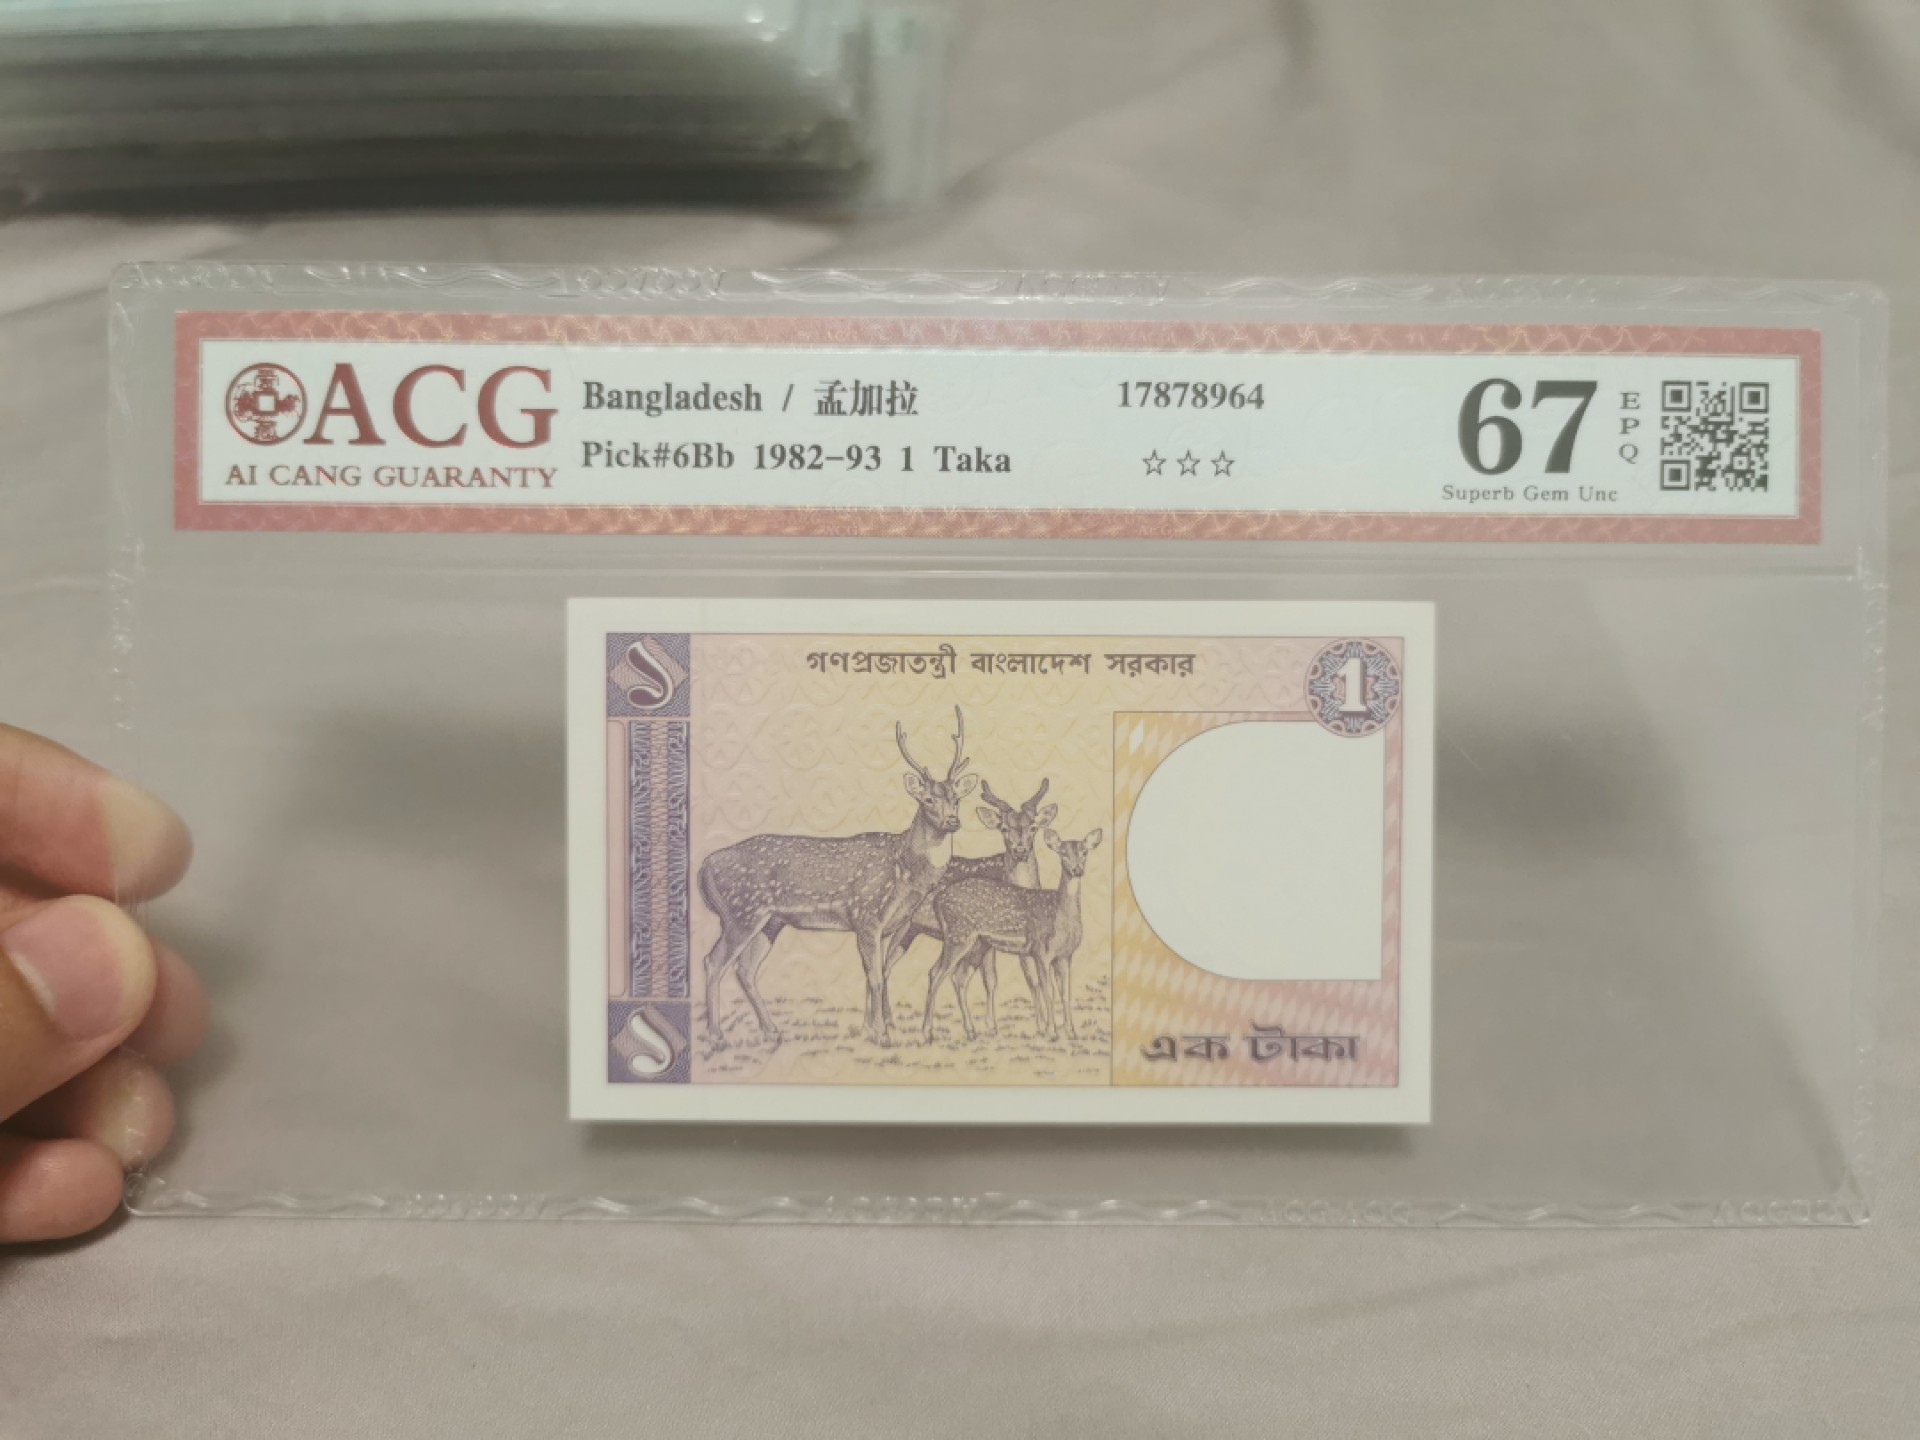 ACG
AI CANG GUARANTY
Bangladesh / 孟加拉
Pick#6Bb 1982-93 1 Taka
17878964
☆☆☆
67
EPQ
Superb Gem Unc
১
গণপ্রজাতন্ত্রী বাংলাদেশ সরকার
1
১
এক টাকা